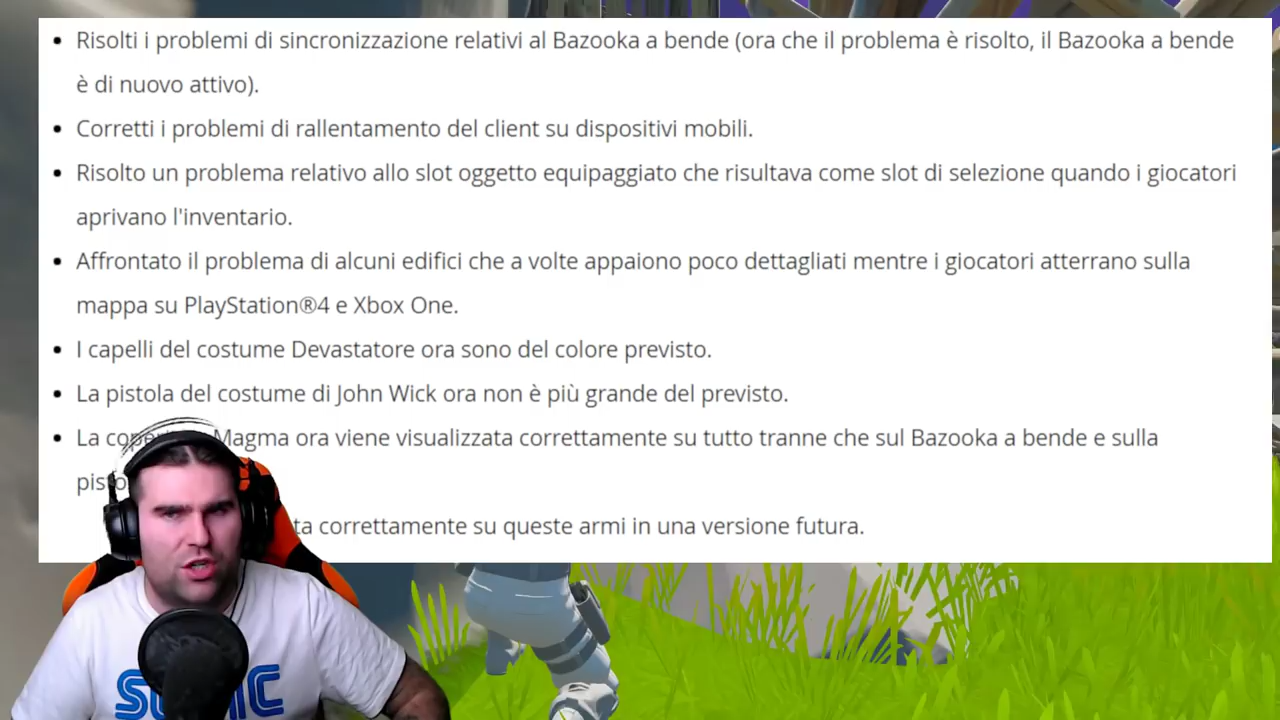 Risolti i problemi di sincronizzazione relativi al Bazooka a bende (ora che il problema è risolto, il Bazooka a bende
è di nuovo attivo).
Corretti i problemi di rallentamento del client su dispositivi mobili.
Risolto un problema relativo allo slot oggetto equipaggiato che risultava come slot di selezione quando i giocatori
aprivano l'inventario.
Affrontato il problema di alcuni edifici che a volte appaiono poco dettagliati mentre i giocatori atterrano sulla
mappa su PlayStation®4 e Xbox One.
I capelli del costume Devastatore ora sono del colore previsto.
La pistola del costume di John Wick ora non è più grande del previsto.
La Magma ora viene visualizzata correttamente su tutto tranne che sul Bazooka a bende e sulla
correttamente su queste armi in una versione futura.